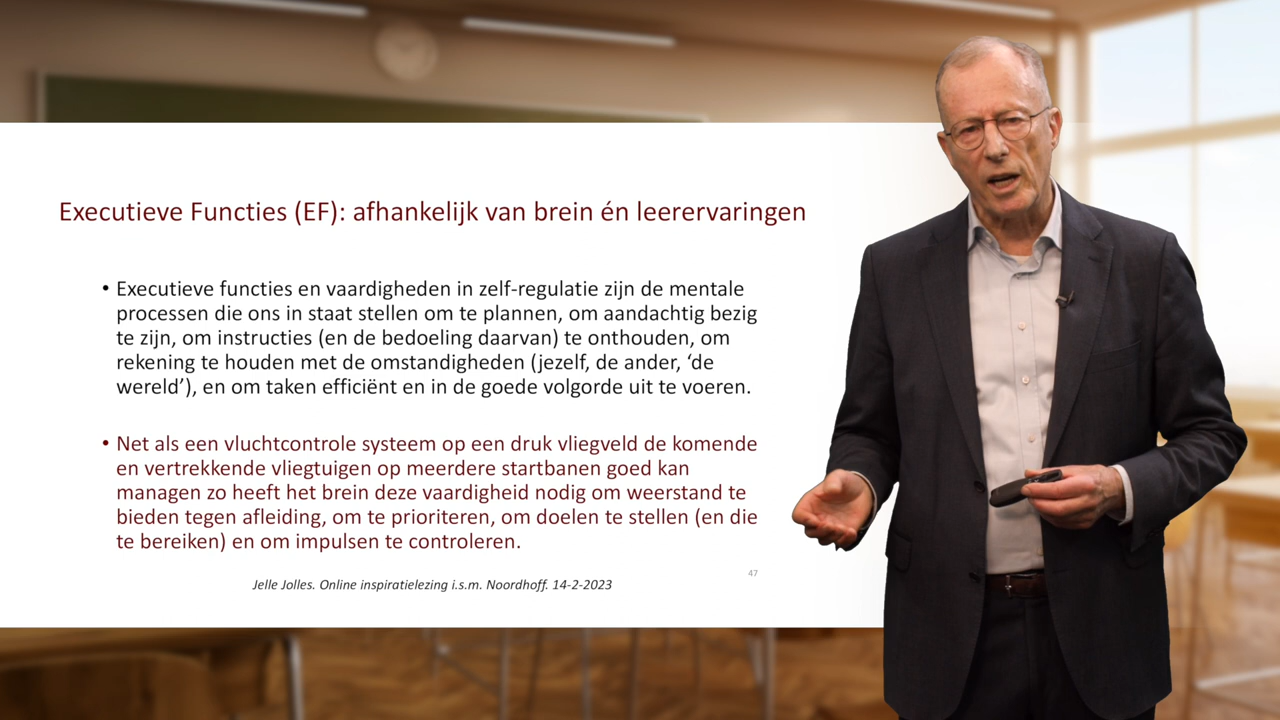 Executieve Functies (EF): afhankelijk van brein én leerervaringen
• Executieve functies en vaardigheden in zelf-regulatie zijn de mentale
processen die ons in staat stellen om te plannen, om aandachtig bezig
te zijn, om instructies (en de bedoeling daarvan) te onthouden, om
rekening te houden met de omstandigheden (jezelf, de ander, ‘de
wereld’), en om taken efficiënt en in de goede volgorde uit te voeren.
• Net als een vluchtcontrole systeem op een druk vliegveld de komende
en vertrekkende vliegtuigen op meerdere startbanen goed kan
managen zo heeft het brein deze vaardigheid nodig om weerstand te
bieden tegen afleiding, om te prioriteren, om doelen te stellen (en die
te bereiken) en om impulsen te controleren.
47
Jelle Jolles. Online inspiratielezing i.s.m. Noordhoff. 14-2-2023